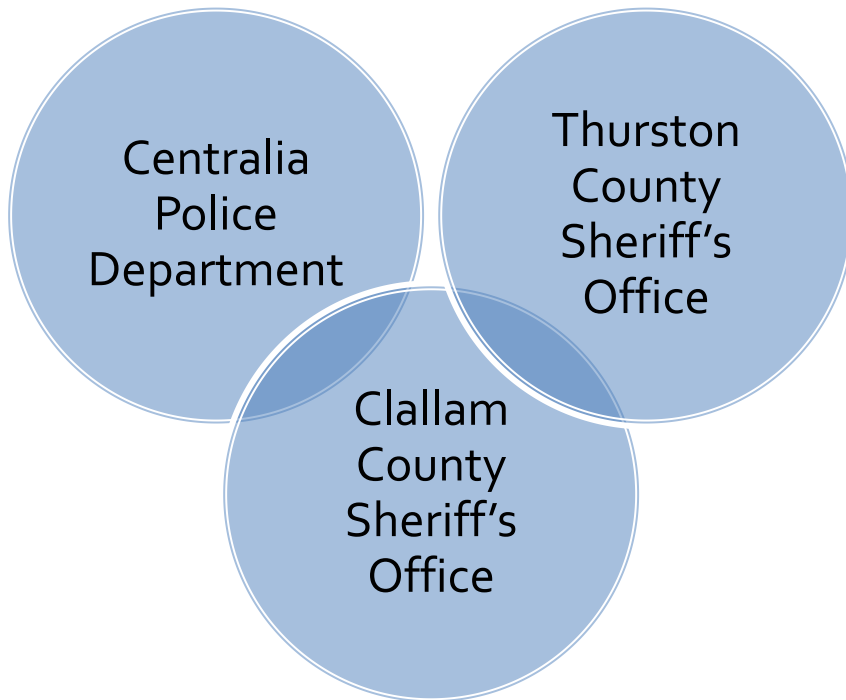 Centralia
Police
Department
Thurston
County
Sheriff’s
Office
Clallam
County
Sheriff’s
Office